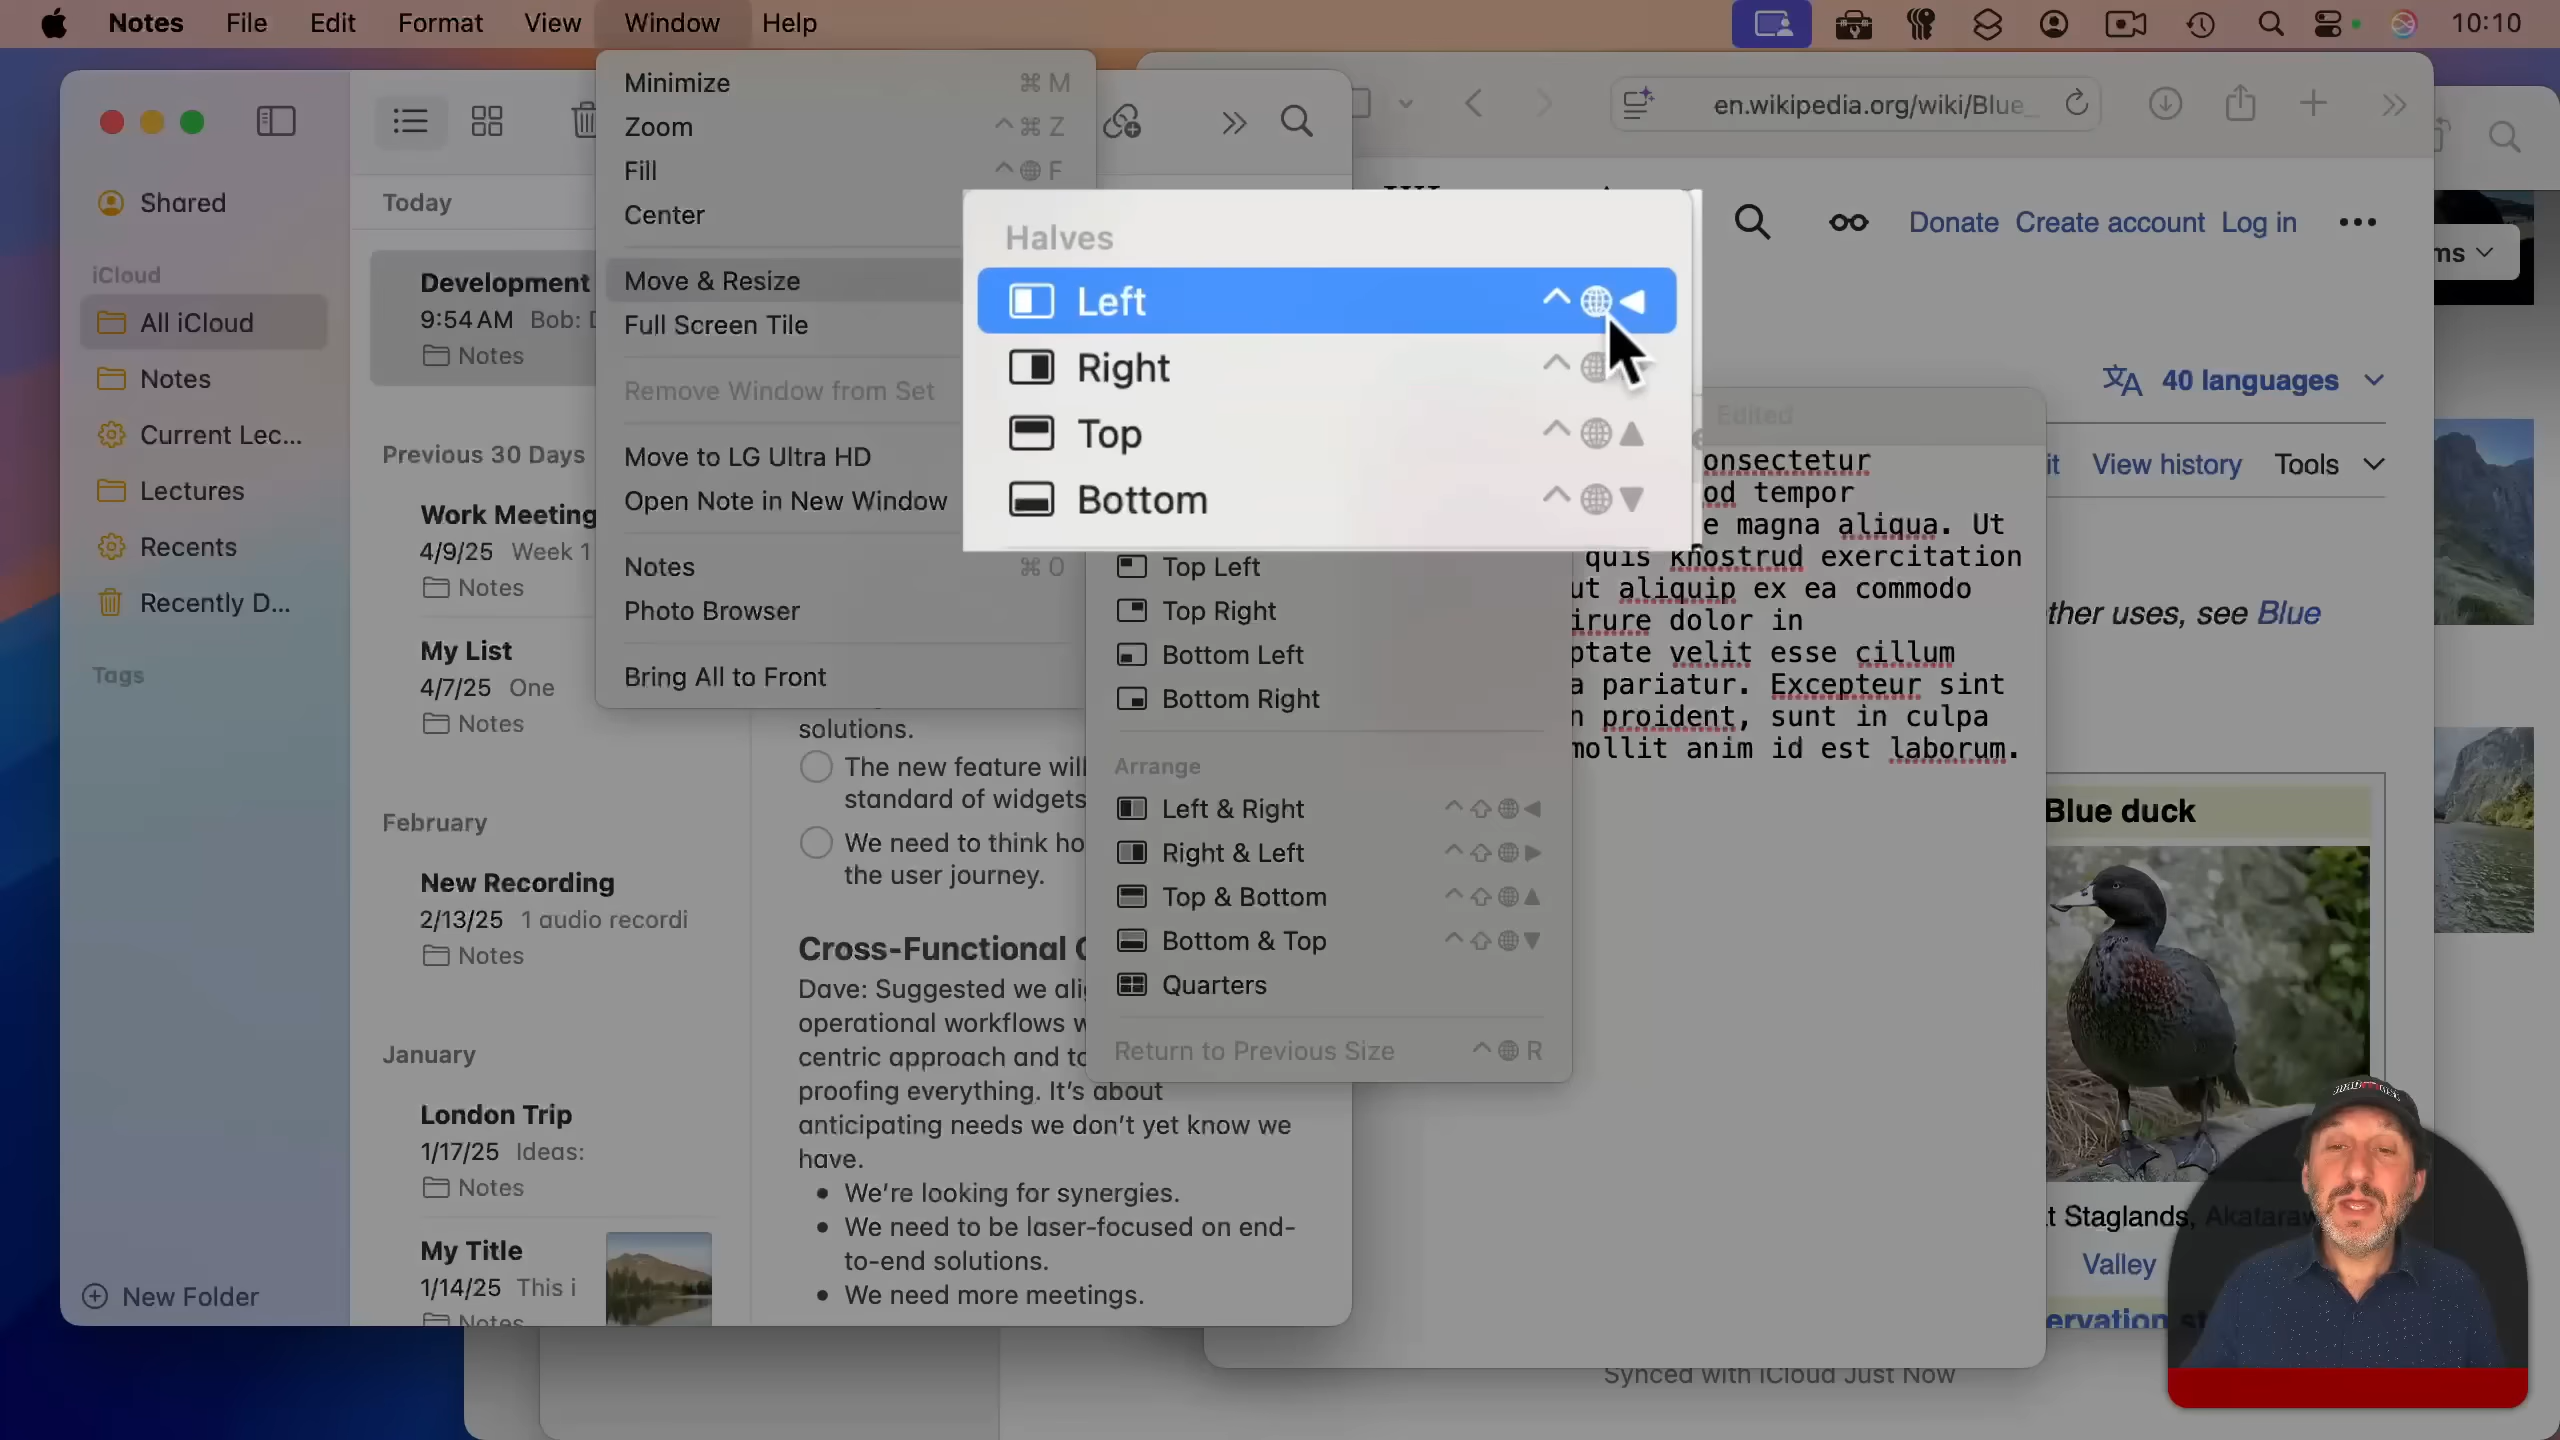 Notes File Edit Format View Window Help 10:10
Shared
iCloud
All iCloud
Notes
Current Lec...
Lectures
Recents
Recently D...
Tags
New Folder
Today
Development
9:54 AM Bob:
Notes
Previous 30 Days
Work Meeting
4/9/25 Week 1
Notes
My List
4/7/25 One
Notes
February
New Recording
2/13/25 1 audio recordi
Notes
January
London Trip
1/17/25 Ideas:
Notes
My Title
1/14/25 This i
Notes
Minimize ⌘ M
Zoom ^ ⌘ Z
Fill ^ F
Center
Move & Resize
Full Screen Tile
Remove Window from Set
Move to LG Ultra HD
Open Note in New Window
Notes ⌘ 0
Photo Browser
Bring All to Front
Halves
Left
Right
Top
Bottom
Top Left
Top Right
Bottom Left
Bottom Right
Arrange
Left & Right
Right & Left
Top & Bottom
Bottom & Top
Quarters
Return to Previous Size ^ R
solutions.
The new feature will
standard of widgets
We need to think ho
the user journey.
Cross-Functional
Dave: Suggested we ali
operational workflows
centric approach and to
proofing everything. It's about
anticipating needs we don't yet know we
have.
• We're looking for synergies.
• We need to be laser-focused on end-
to-end solutions.
• We need more meetings.
en.wikipedia.org/wiki/Blue_
Donate Create account Log in
ms
40 languages
it View history Tools
ther uses, see Blue
Edited
onsectetur
od tempor
e magna aliqua. Ut
quis knostrud exercitation
ut aliquip ex ea commodo
irure dolor in
ptate velit esse cillum
a pariatur. Excepteur sint
n proident, sunt in culpa
mollit anim id est laborum.
Blue duck
t Staglands, Akataraw
Valley
ervation st
Synced with iCloud Just Now